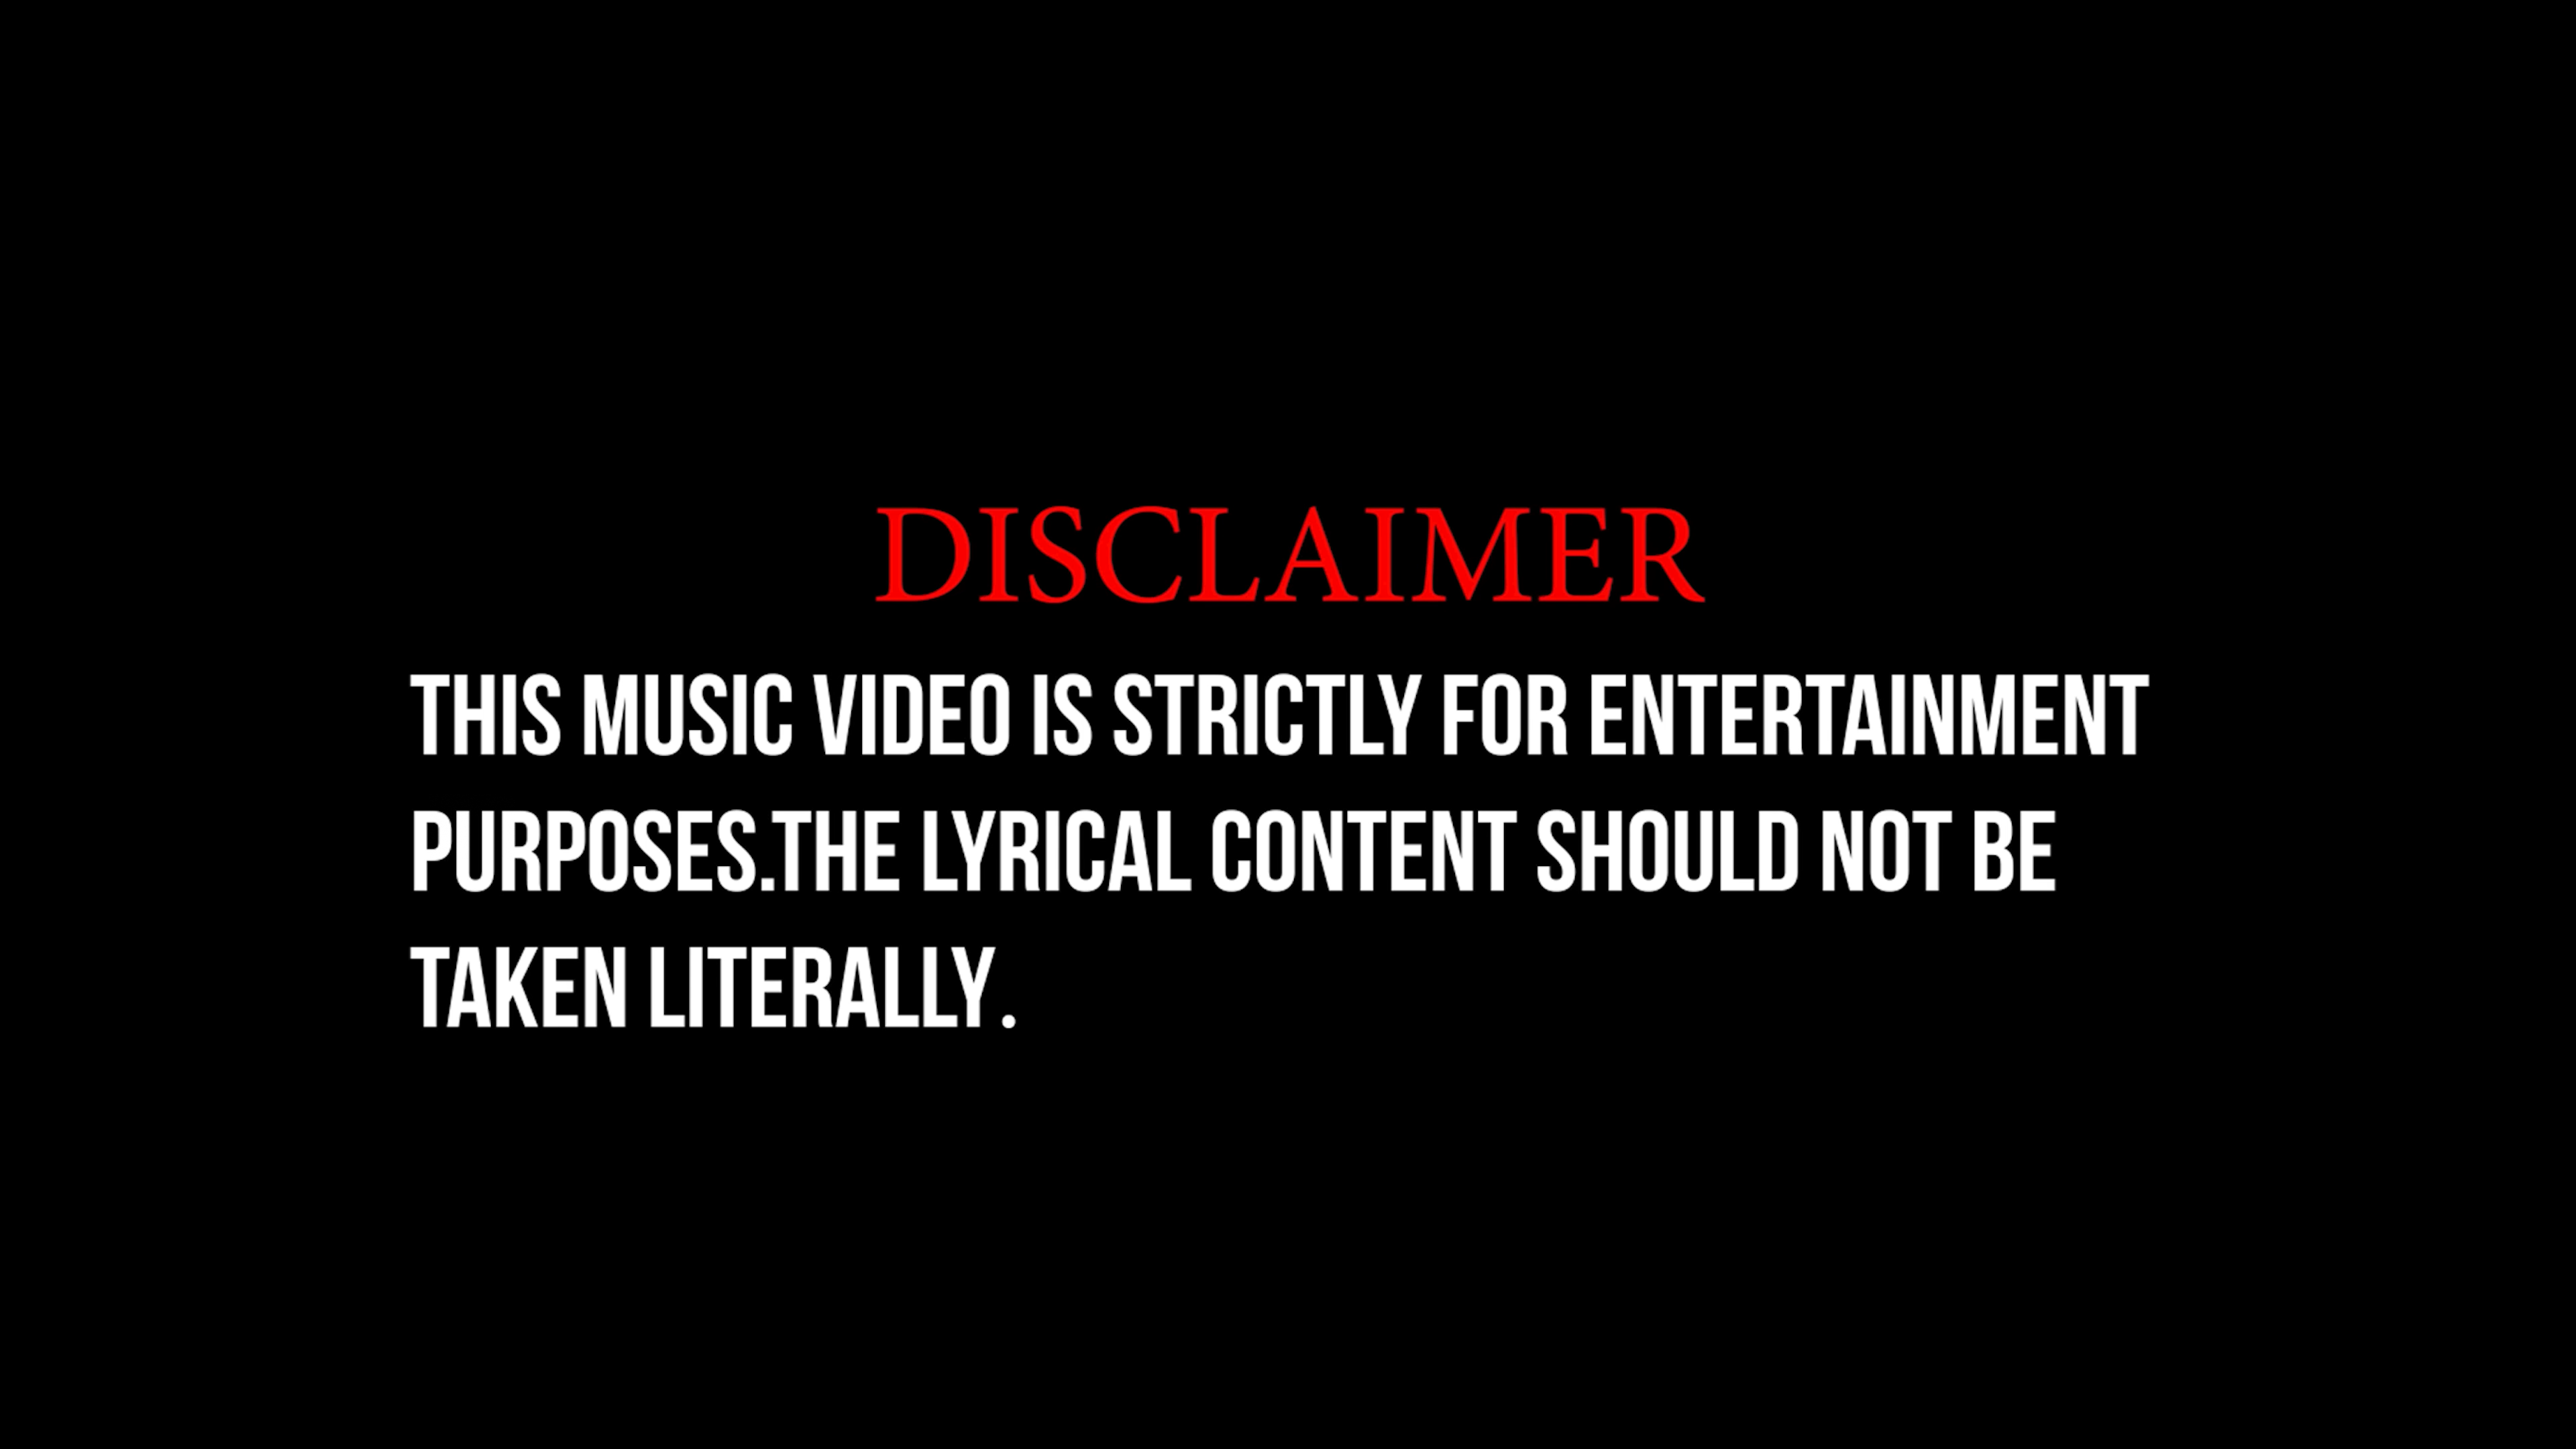 DISCLAIMER
THIS MUSIC VIDEO IS STRICTLY FOR ENTERTAINMENT
PURPOSES.THE LYRICAL CONTENT SHOULD NOT BE
TAKEN LITERALLY.